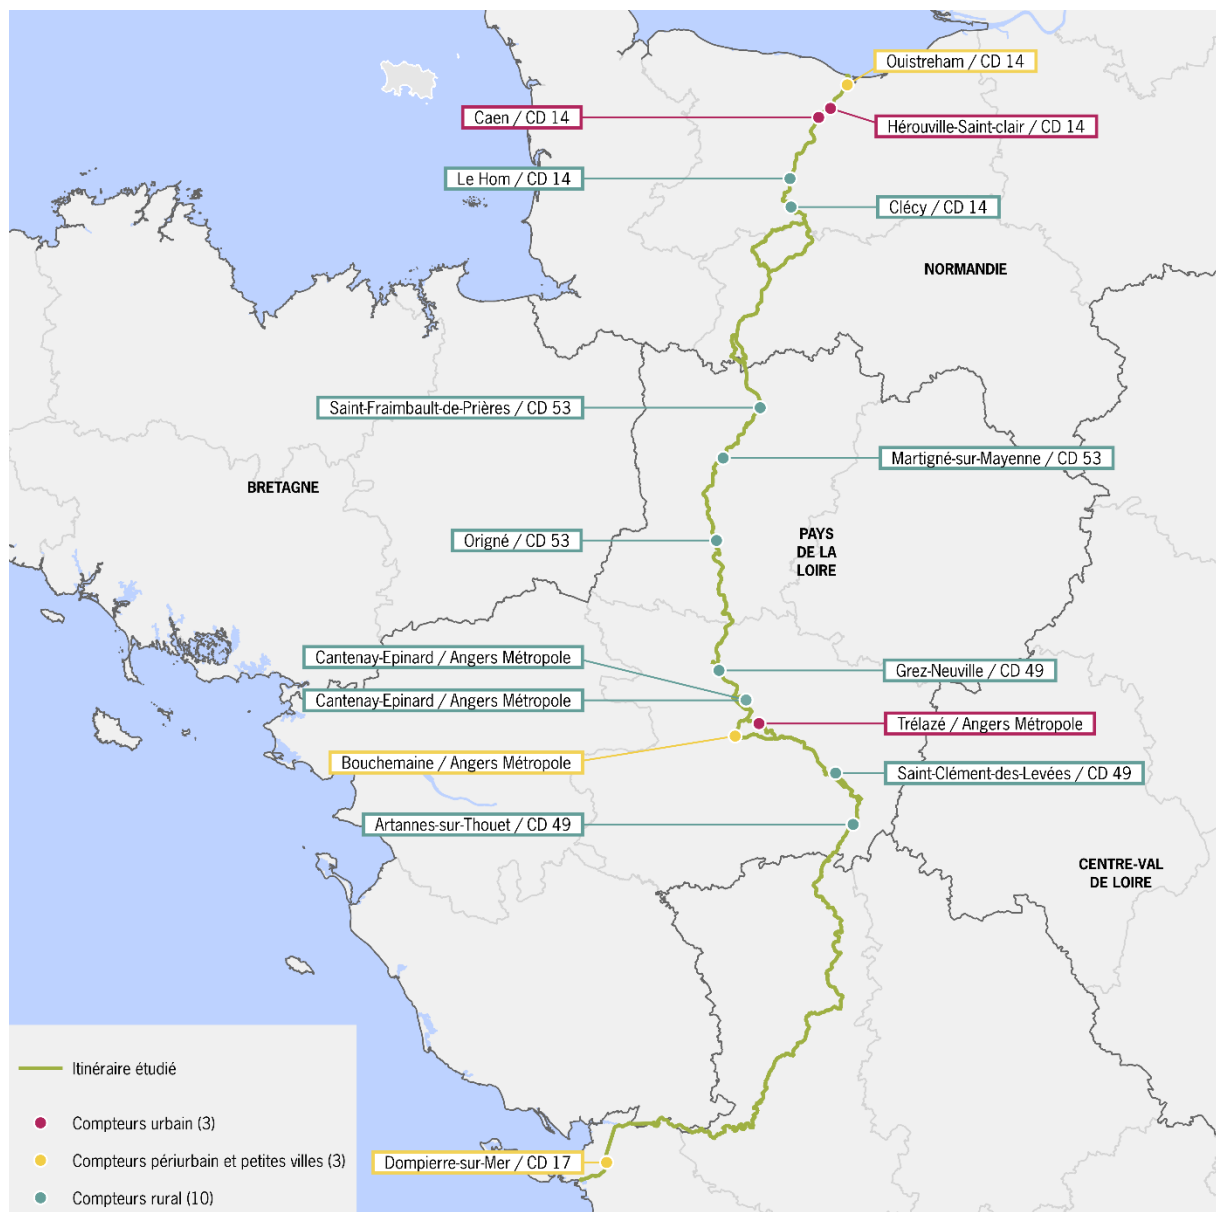 Ouistreham / CD 14
Caen / CD 14
Hérouville-Saint-clair / CD 14
Le Hom / CD 14
Clécy / CD 14
NORMANDIE
Saint-Fraimbault-de-Prières / CD 53
Martigné-sur-Mayenne / CD 53
BRETAGNE
Origné / CD 53
PAYS
DE LA
LOIRE
Cantenay-Epinard / Angers Métropole
Grez-Neuville / CD 49
Cantenay-Epinard / Angers Métropole
Trélazé / Angers Métropole
Bouchemaine / Angers Métropole
Saint-Clément-des-Levées / CD 49
Artannes-sur-Thouet / CD 49
CENTRE-VAL
DE LOIRE
Itinéraire étudié
Compteurs urbain (3)
Compteurs périurbain et petites villes (3)
Dompierre-sur-Mer / CD 17
Compteurs rural (10)